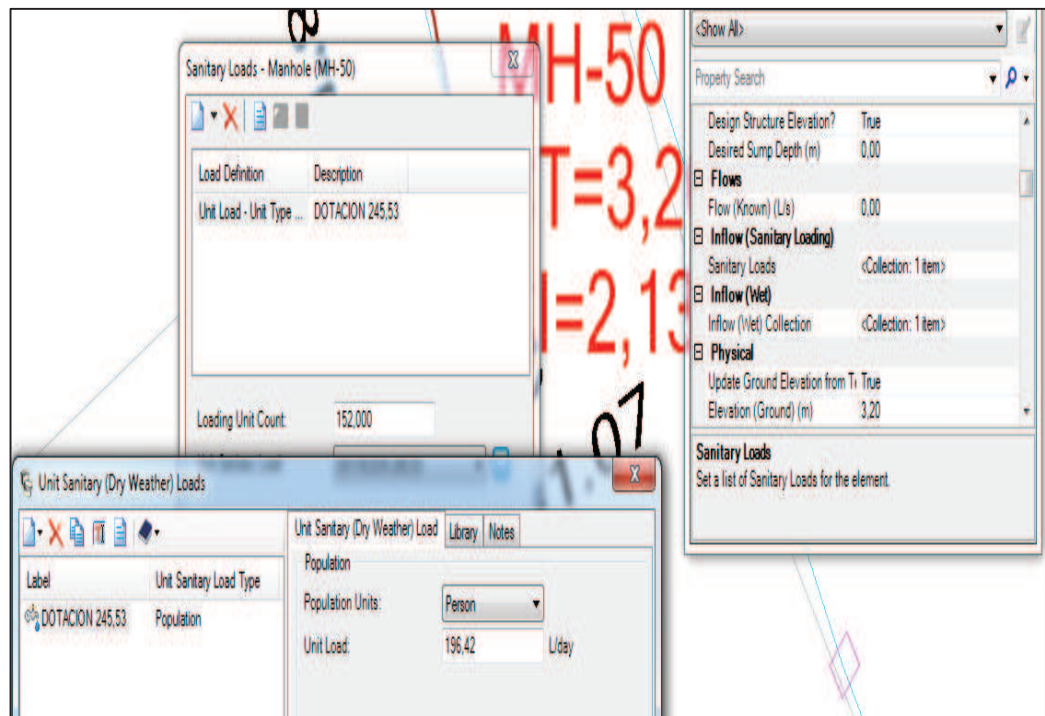 MH-50
T=3,2
=2,13
1,07
Sanitary Loads - Manhole (MH-50)
Load Definition Description
Unit Load - Unit Type ... DOTACION 245,53
Loading Unit Count: 152,000
<Show All>
Property Search
Design Structure Elevation? True
Desired Sump Depth (m) 0,00
Flows
Flow (Known) (L/s) 0,00
Inflow (Sanitary Loading)
Sanitary Loads <Collection: 1 item>
Inflow (Wet)
Inflow (Wet) Collection <Collection: 1 item>
Physical
Update Ground Elevation from True
Elevation (Ground) (m) 3,20
Sanitary Loads
Set a list of Sanitary Loads for the element.
Unit Sanitary (Dry Weather) Loads
Label Unit Sanitary Load Type
DOTACION 245,53 Population
Unit Sanitary (Dry Weather) Load Library Notes
Population
Population Units: Person
Unit Load: 196,42 L/day